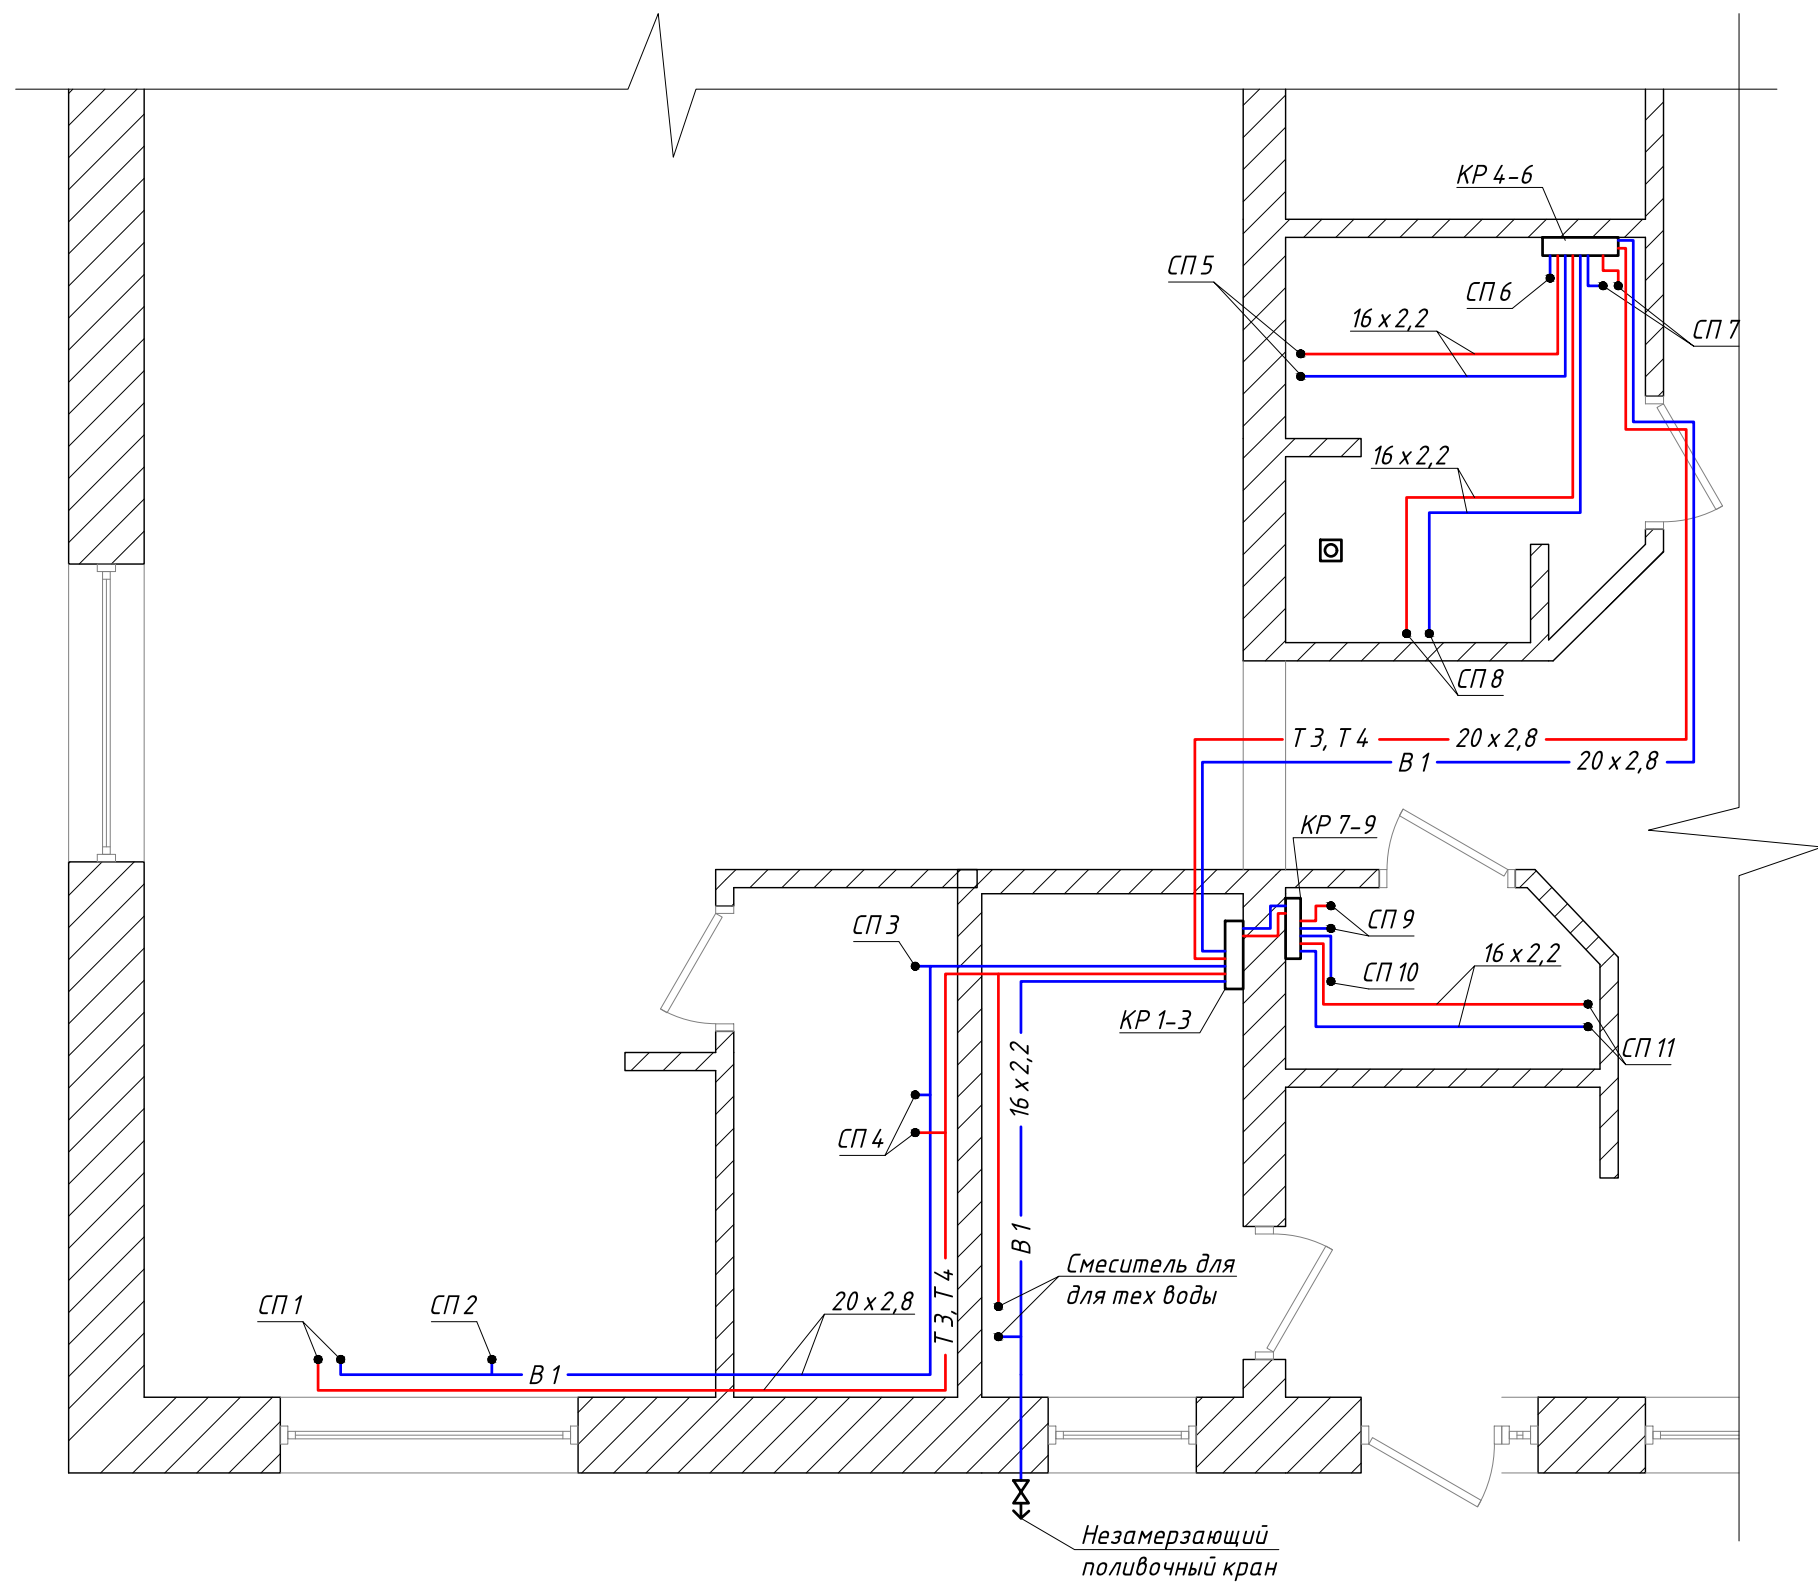 КР 4-6
СП 5
СП 6
16 х 2,2
СП 7
16 х 2,2
СП 8
Т 3, Т 4
20 х 2,8
В 1
20 х 2,8
КР 7-9
СП 3
СП 9
16 х 2,2
СП 10
КР 1-3
СП 11
16 х 2,2
СП 4
В 1
Смеситель для
для тех воды
Т 3, Т 4
20 х 2,8
СП 1
СП 2
В 1
Незамерзающий
поливочный кран